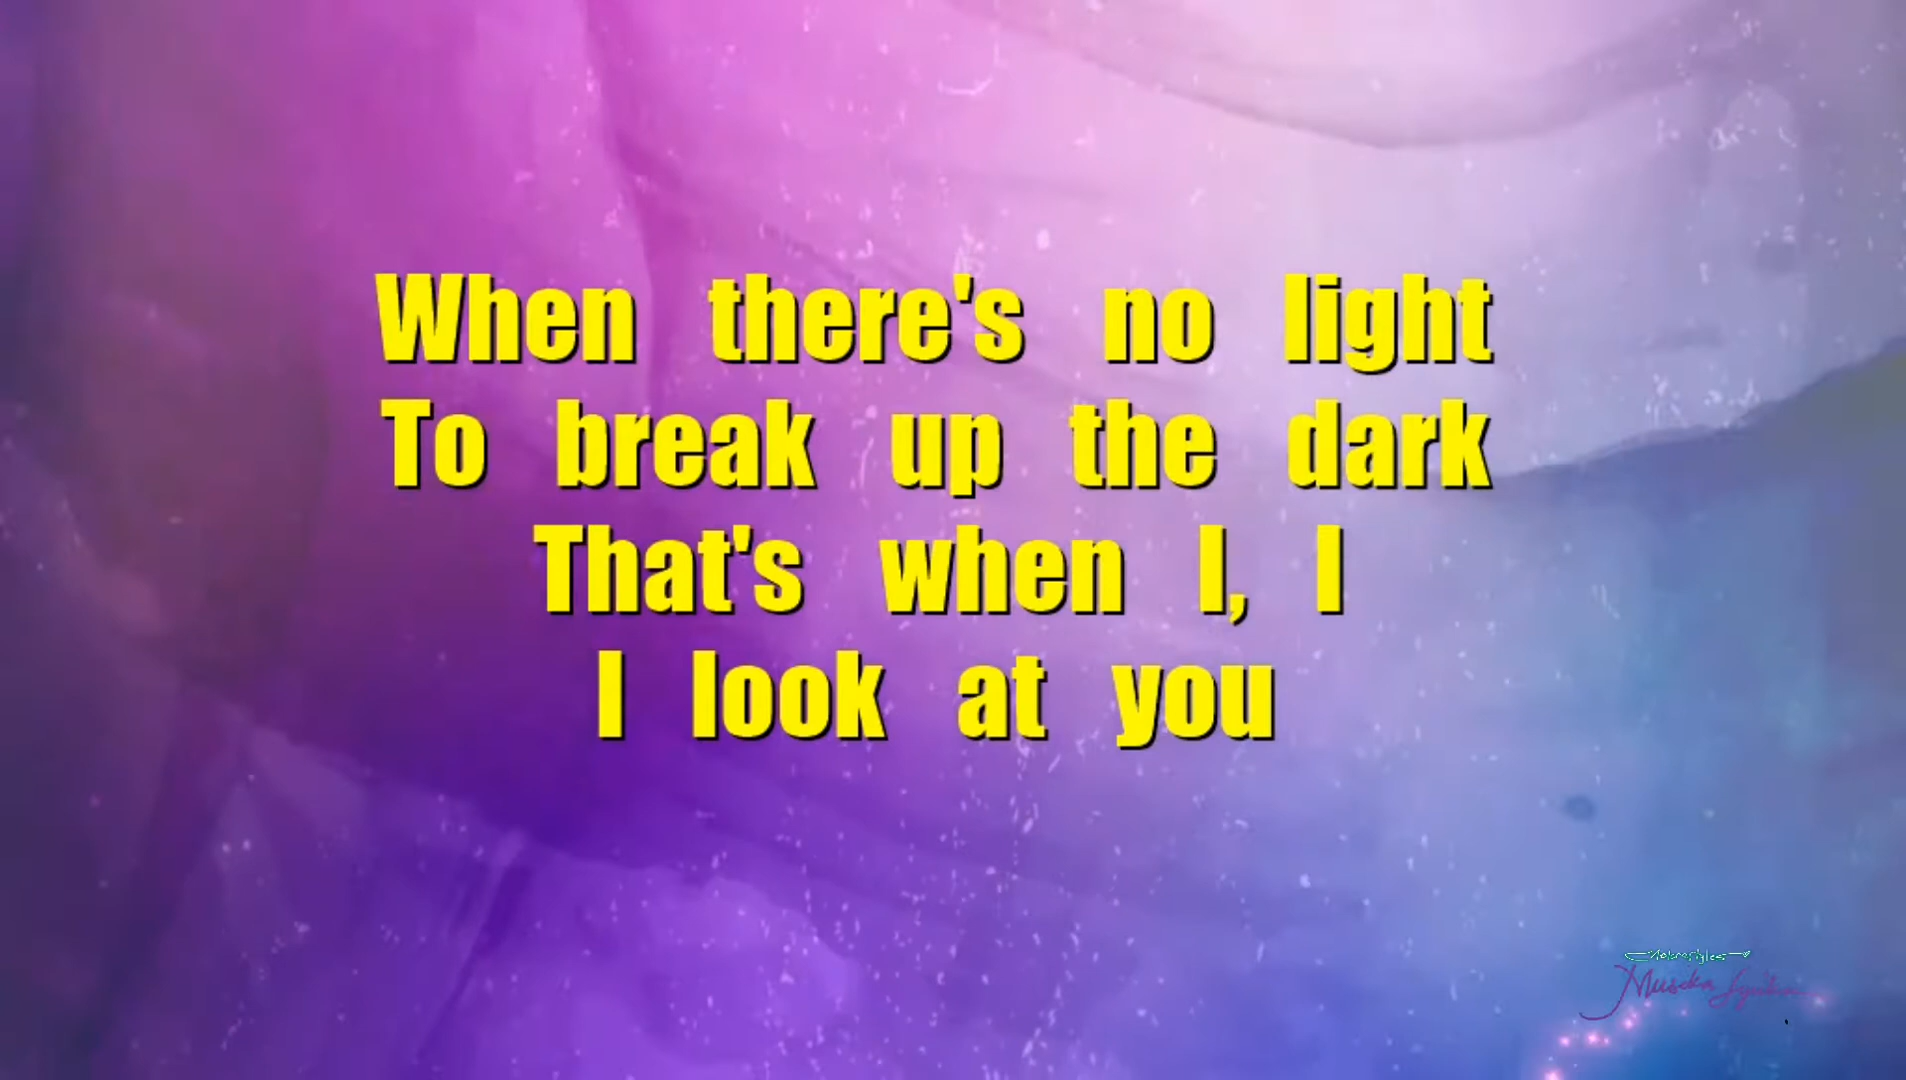 When there's no light
To break up the dark
That's when I, I
I look at you